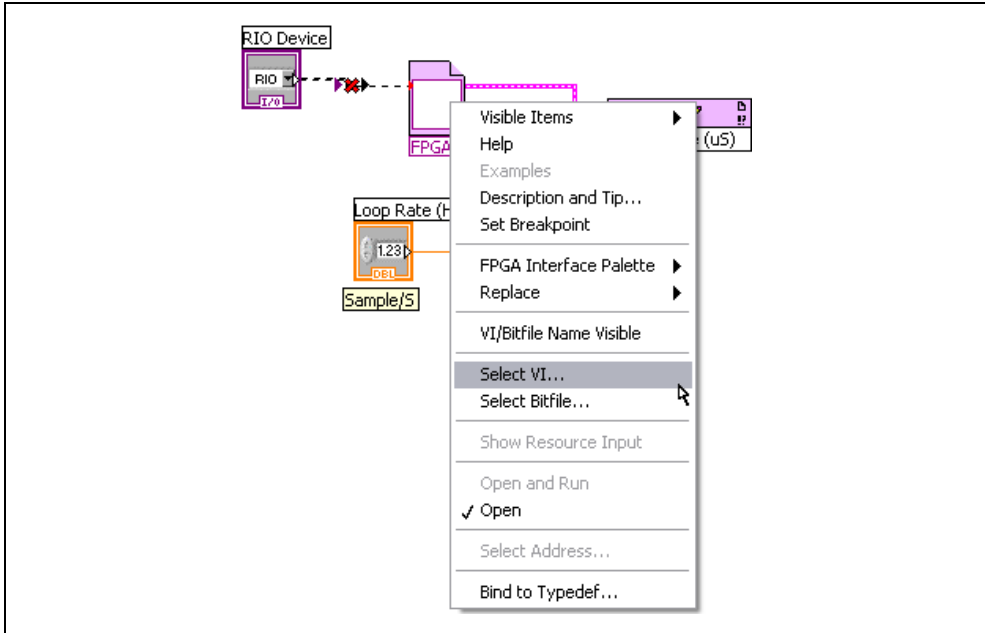 RIO Device
RIO
I/O
FPGA
(uS)
Loop Rate (H
1.23
DBL
Sample/S
Visible Items
Help
Examples
Description and Tip...
Set Breakpoint
FPGA Interface Palette
Replace
VI/Bitfile Name Visible
Select VI...
Select Bitfile...
Show Resource Input
Open and Run
✓ Open
Select Address...
Bind to Typedef...